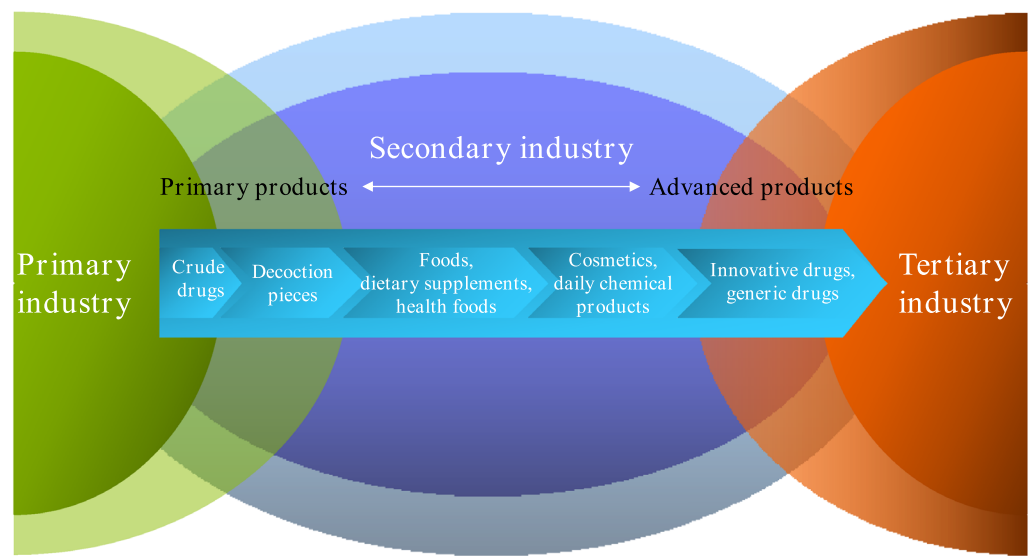 Secondary industry
Primary products
Advanced products
Primary
industry
Crude
drugs
Decoction
pieces
Foods,
dietary supplements,
health foods
Cosmetics,
daily chemical
products
Innovative drugs,
generic drugs
Tertiary
industry